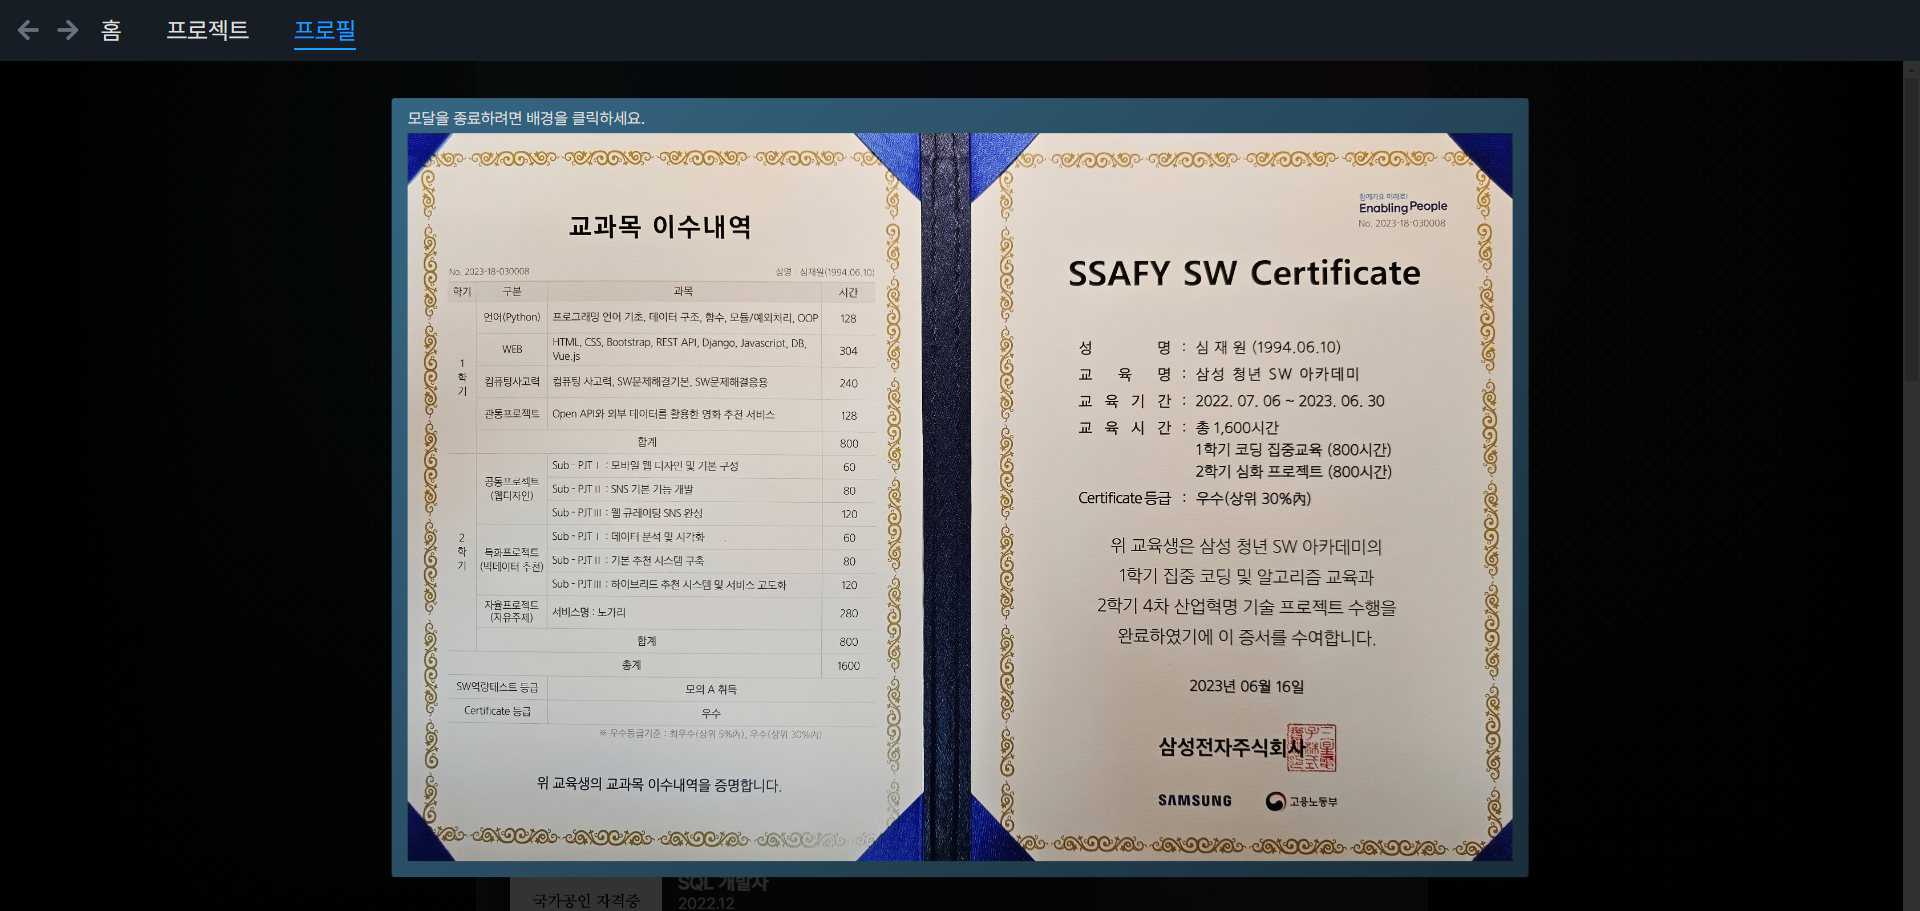 홈
프로젝트
프로필
모달을 종료하려면 배경을 클릭하세요.
교과목 이수내역
No. 2023-18-030008
성명 : 심재원(1994.06.10)
학기 구분 과목 시간
1학기
언어(Python) 프로그래밍 언어 기초, 데이터 구조, 함수, 모듈/예외처리, OOP 128
WEB HTML, CSS, Bootstrap, REST API, Django, Javascript, DB,
Vue.js 304
컴퓨팅사고력 컴퓨팅 사고력, SW문제해결기본, SW문제해결응용 240
관통프로젝트 Open API와 외부 데이터를 활용한 영화 추천 서비스 128
합계 800
2학기
공통프로젝트
(웹디자인)
Sub - PJT I : 모바일 웹 디자인 및 기본 구성 60
Sub - PJT II : SNS 기본 기능 개발 80
Sub - PJT III : 웹 큐레이팅 SNS 완성 120
특화프로젝트
(빅데이터 추천)
Sub - PJT I : 데이터 분석 및 시각화 60
Sub - PJT II : 기본 추천 시스템 구축 80
Sub - PJT III : 하이브리드 추천 시스템 및 서비스 고도화 120
자율프로젝트
(자유주제)
서비스명 : 노가리 280
합계 800
총계 1600
SW역량테스트 등급 모의 A 취득
Certificate 등급 우수
※ 우수등급기준 : 최우수(상위 5%內), 우수(상위 30%內)
위 교육생의 교과목 이수내역을 증명합니다.
함께가요 미래로!
Enabling People
No. 2023-18-030008
SSAFY SW Certificate
성 명 : 심 재 원 (1994.06.10)
교 육 명 : 삼성 청년 SW 아카데미
교 육 기 간 : 2022. 07. 06 ~ 2023. 06. 30
교 육 시 간 : 총 1,600시간
1학기 코딩 집중교육 (800시간)
2학기 심화 프로젝트 (800시간)
Certificate 등급 : 우수(상위 30%內)
위 교육생은 삼성 청년 SW 아카데미의
1학기 집중 코딩 및 알고리즘 교육과
2학기 4차 산업혁명 기술 프로젝트 수행을
완료하였기에 이 증서를 수여합니다.
2023년 06월 16일
삼성전자주식회사
SAMSUNG
고용노동부
국가공인 자격증
SQL 개발자
2022.12